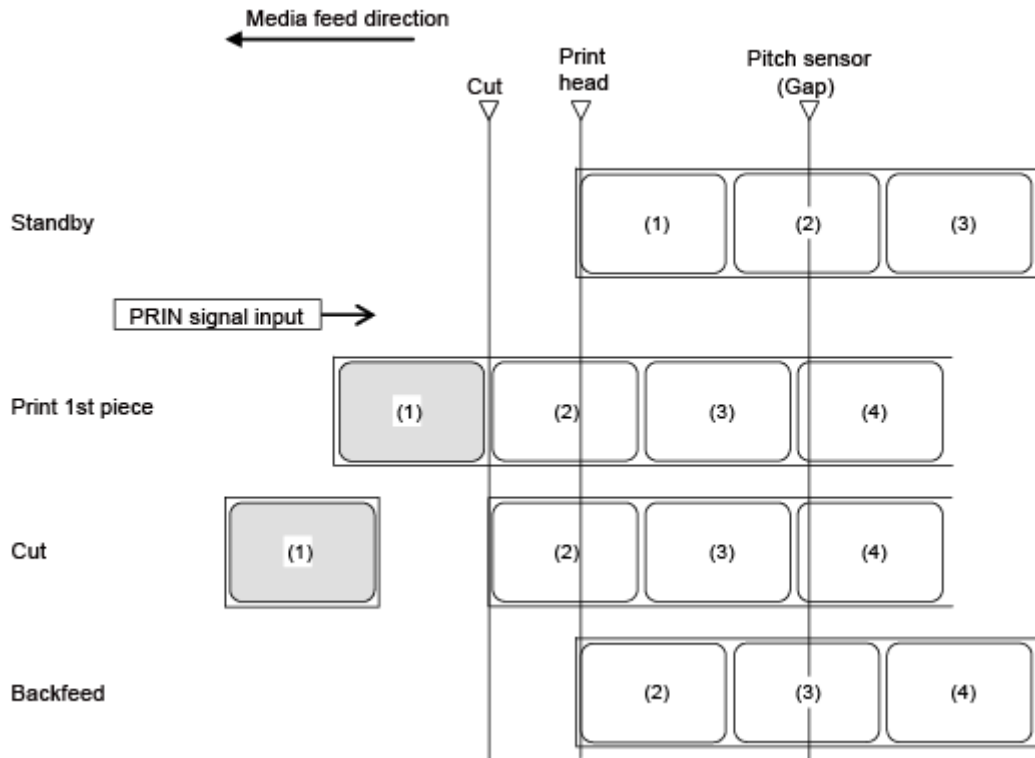 Media feed direction
Cut
Print
head
Pitch sensor
(Gap)
Standby
(1)
(2)
(3)
PRIN signal input
Print 1st piece
(1)
(2)
(3)
(4)
Cut
(1)
(2)
(3)
(4)
Backfeed
(2)
(3)
(4)